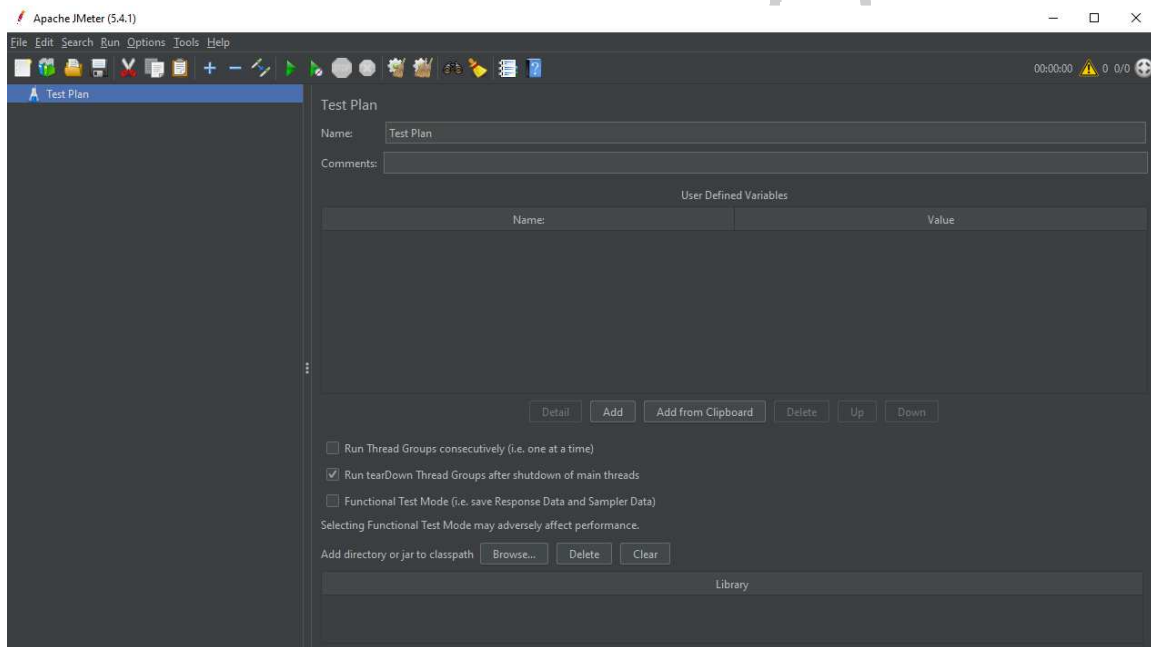 Apache JMeter (5.4.1)
File Edit Search Run Options Tools Help
00:00:00 0 0/0
Test Plan
Test Plan
Name: Test Plan
Comments:
User Defined Variables
Name: Value
Detail Add Add from Clipboard Delete Up Down
Run Thread Groups consecutively (i.e. one at a time)
Run tearDown Thread Groups after shutdown of main threads
Functional Test Mode (i.e. save Response Data and Sampler Data)
Selecting Functional Test Mode may adversely affect performance.
Add directory or jar to classpath Browse... Delete Clear
Library